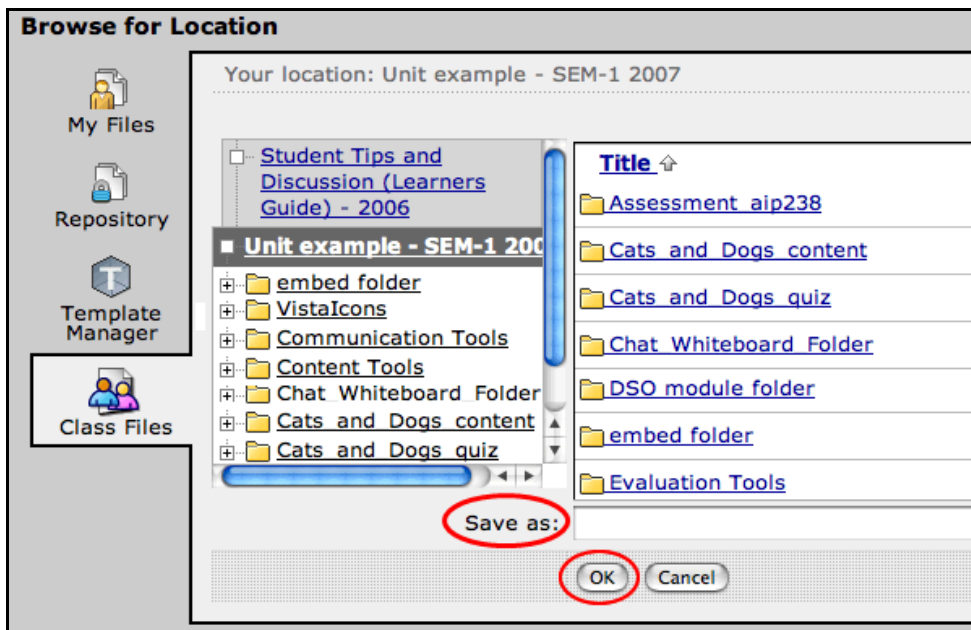 Browse for Location
Your location: Unit example - SEM-1 2007
My Files
Repository
Template
Manager
Class Files
Student Tips and
Discussion (Learners
Guide) - 2006
Unit example - SEM-1 200
embed folder
VistaIcons
Communication Tools
Content Tools
Chat_Whiteboard_Folder
Cats_and_Dogs_content
Cats_and_Dogs_quiz
Title
Assessment_aip238
Cats_and_Dogs_content
Cats_and_Dogs_quiz
Chat_Whiteboard_Folder
DSO module folder
embed folder
Evaluation Tools
Save as:
OK
Cancel